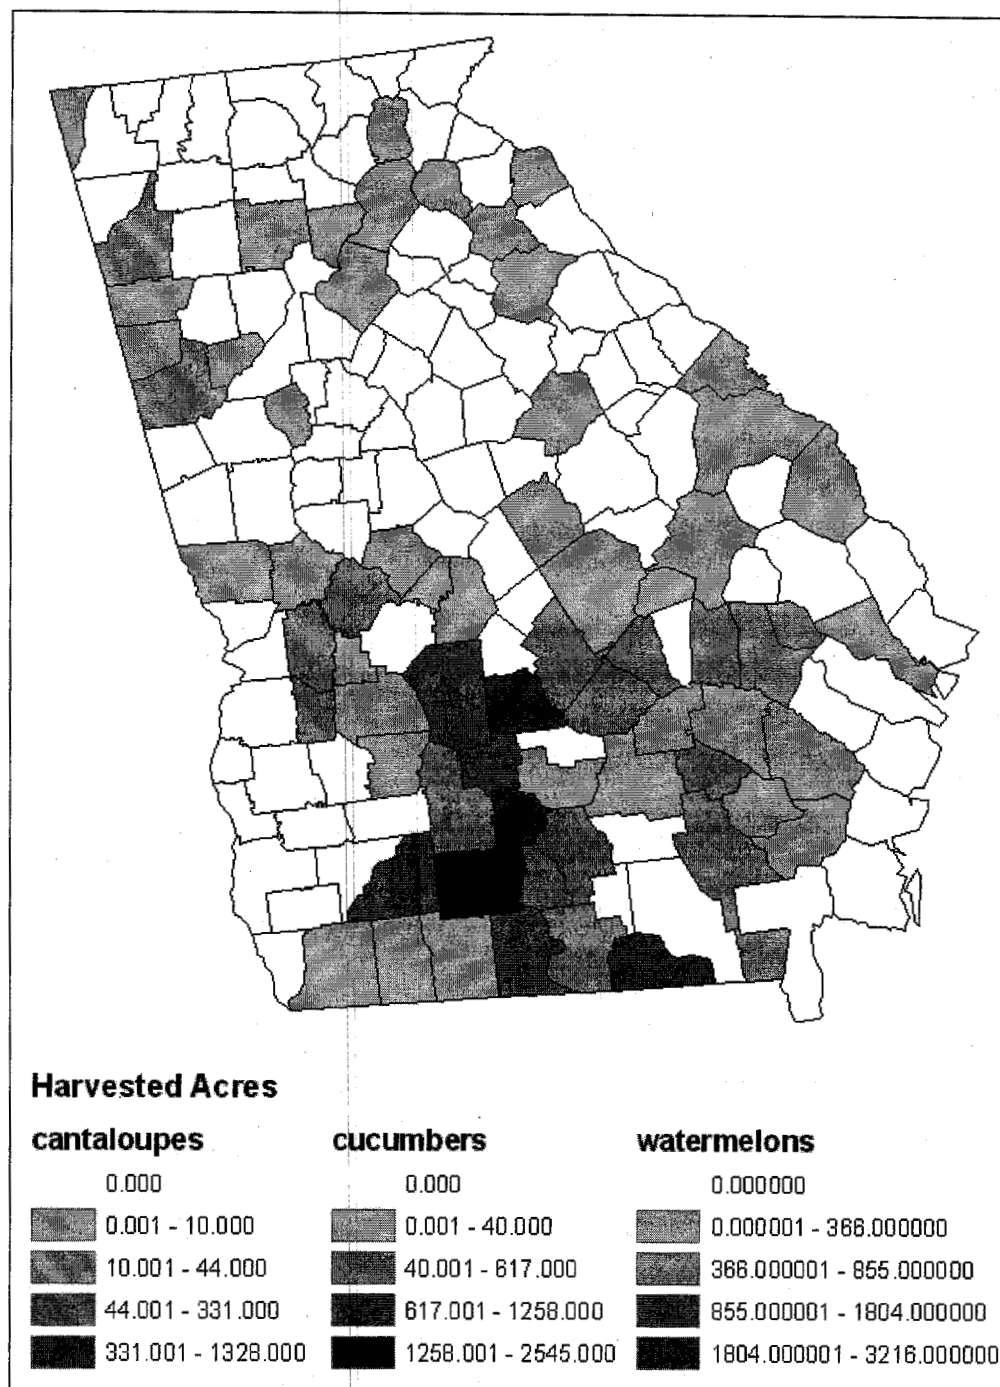 Harvested Acres
cantaloupes
0.000
0.001 - 10.000
10.001 - 44.000
44.001 - 331.000
331.001 - 1328.000
cucumbers
0.000
0.001 - 40.000
40.001 - 617.000
617.001 - 1258.000
1258.001 - 2545.000
watermelons
0.000000
0.000001 - 366.000000
366.000001 - 855.000000
855.000001 - 1804.000000
1804.000001 - 3216.000000